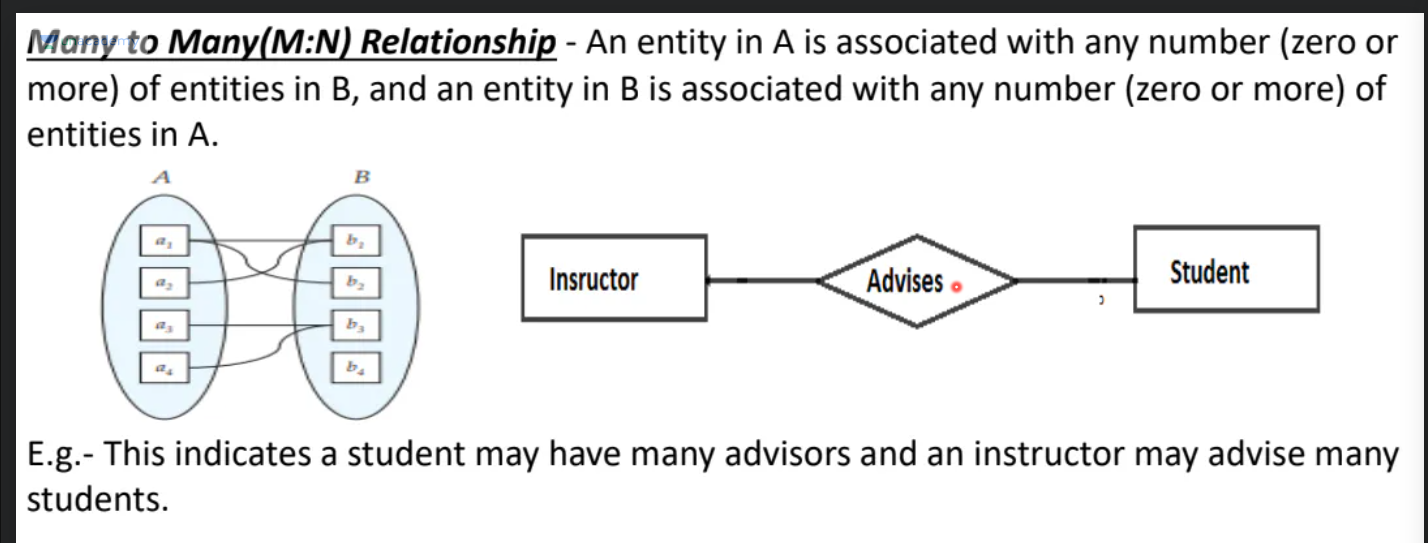 Many to Many(M:N) Relationship - An entity in A is associated with any number (zero or
more) of entities in B, and an entity in B is associated with any number (zero or more) of
entities in A.
A B
a₁ b₁
a₂ b₂
a₃ b₃
a₄ b₄
Insructor Advises Student
E.g.- This indicates a student may have many advisors and an instructor may advise many
students.